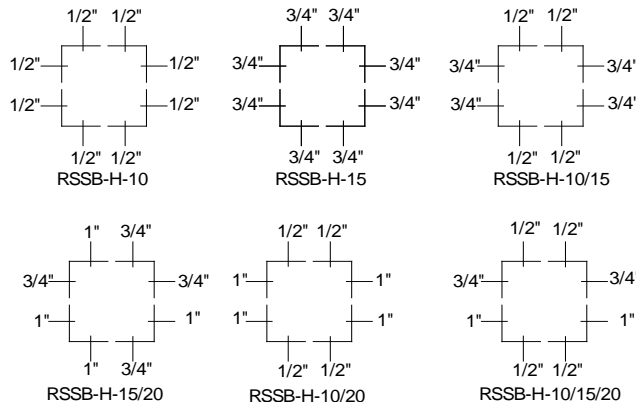 1/2" 1/2" 3/4" 3/4" 1/2" 1/2"
1/2" 1/2" 3/4" 3/4" 3/4" 3/4"
1/2" 1/2" 3/4" 3/4" 3/4" 3/4"
1/2" 1/2" 3/4" 3/4" 1/2" 1/2"
RSSB-H-10 RSSB-H-15 RSSB-H-10/15
1" 3/4" 1/2" 1/2" 1/2" 1/2"
3/4" 3/4" 1" 1" 3/4" 3/4"
1" 1" 1" 1" 1" 1"
1" 3/4" 1/2" 1/2" 1/2" 1/2"
RSSB-H-15/20 RSSB-H-10/20 RSSB-H-10/15/20